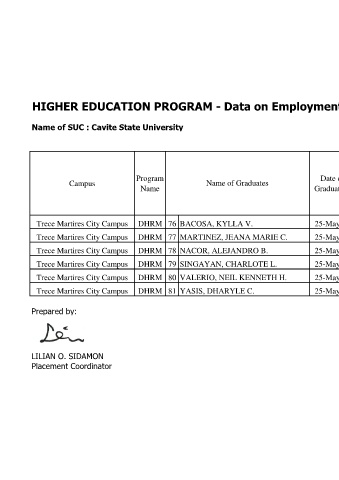 HIGHER EDUCATION PROGRAM - Data on Employment
Name of SUC : Cavite State University
Campus Program Name Name of Graduates Date
Trece Martires City Campus DHRM 76 BACOSA, KYLLA V. 25-May
Trece Martires City Campus DHRM 77 MARTINEZ, JEANA MARIE C. 25-May
Trece Martires City Campus DHRM 78 NACOR, ALEJANDRO B. 25-May
Trece Martires City Campus DHRM 79 SINGAYAN, CHARLOTE L. 25-May
Trece Martires City Campus DHRM 80 VALERIO, NEIL KENNETH H. 25-May
Trece Martires City Campus DHRM 81 YASIS, DHARYLE C. 25-May
Prepared by:
LILIAN O. SIDAMON
Placement Coordinator